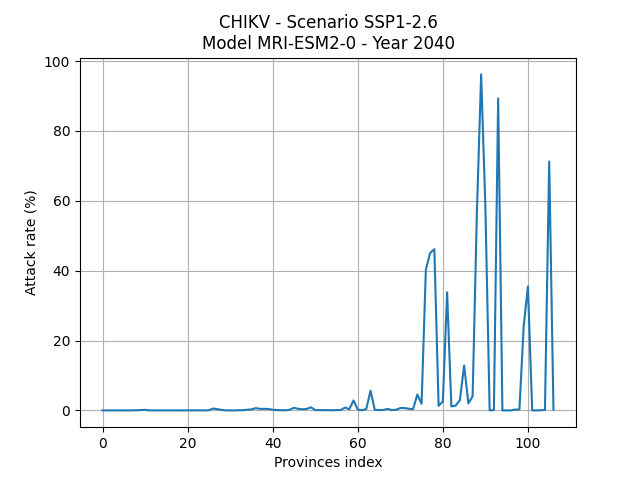 CHIKV - Scenario SSP1-2.6
Model MRI-ESM2-0 - Year 2040
100
80
60
40
20
0
Attack rate (%)
0 20 40 60 80 100
Provinces index